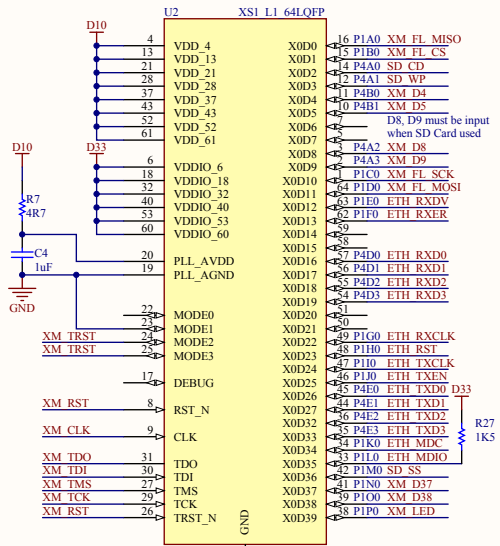 U2 XS1_L1_64LQFP
D10
4 VDD_4
13 VDD_13
21 VDD_21
28 VDD_28
37 VDD_37
43 VDD_43
52 VDD_52
61 VDD_61
D10
D33
6 VDDIO_6
18 VDDIO_18
32 VDDIO_32
40 VDDIO_40
53 VDDIO_53
60 VDDIO_60
R7
4R7
C4
1uF
GND
20 PLL_AVDD
19 PLL_AGND
22 MODE0
23 MODE1
XM_TRST 24 MODE2
XM_TRST 25 MODE3
17 DEBUG
XM_RST 8 RST_N
XM_CLK 9 CLK
XM_TDO 31 TDO
XM_TDI 30 TDI
XM_TMS 27 TMS
XM_TCK 29 TCK
XM_RST 26 TRST_N
GND
X0D0 16 P1A0 XM_FL_MISO
X0D1 15 P1B0 XM_FL_CS
X0D2 14 P4A0 SD_CD
X0D3 12 P4A1 SD_WP
X0D4 11 P4B0 XM_D4
X0D5 10 P4B1 XM_D5
X0D6 7
X0D7 5
D8, D9 must be input
when SD Card used
X0D8 3 P4A2 XM_D8
X0D9 2 P4A3 XM_D9
X0D10 1 P1C0 XM_FL_SCK
X0D11 64 P1D0 XM_FL_MOSI
X0D12 63 P1E0 ETH_RXDV
X0D13 62 P1F0 ETH_RXER
X0D14 59
X0D15 58
X0D16 57 P4D0 ETH_RXD0
X0D17 56 P4D1 ETH_RXD1
X0D18 55 P4D2 ETH_RXD2
X0D19 54 P4D3 ETH_RXD3
X0D20 51
X0D21 50
X0D22 49 P1G0 ETH_RXCLK
X0D23 48 P1H0 ETH_RST
X0D24 47 P1I0 ETH_TXCLK
X0D25 46 P1J0 ETH_TXEN
X0D26 45 P4E0 ETH_TXD0
X0D27 44 P4E1 ETH_TXD1
X0D32 36 P4E2 ETH_TXD2
X0D33 35 P4E3 ETH_TXD3
X0D34 34 P1K0 ETH_MDC
X0D35 33 P1L0 ETH_MDIO
X0D36 42 P1M0 SD_SS
X0D37 41 P1N0 XM_D37
X0D38 39 P1O0 XM_D38
X0D39 38 P1P0 XM_LED
D33
R27
1K5